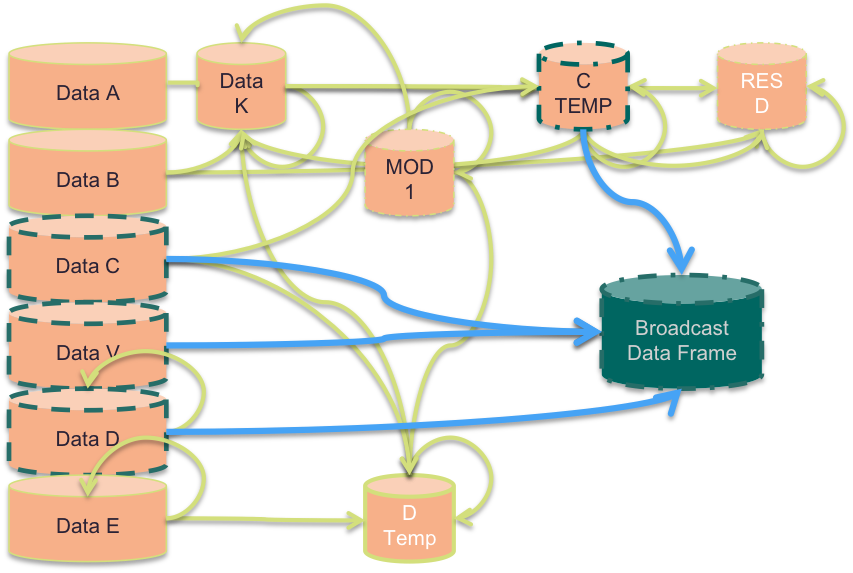 Data A
Data
K
C
TEMP
RES
D
Data B
MOD
1
Data C
Data V
Broadcast
Data Frame
Data D
Data E
D
Temp